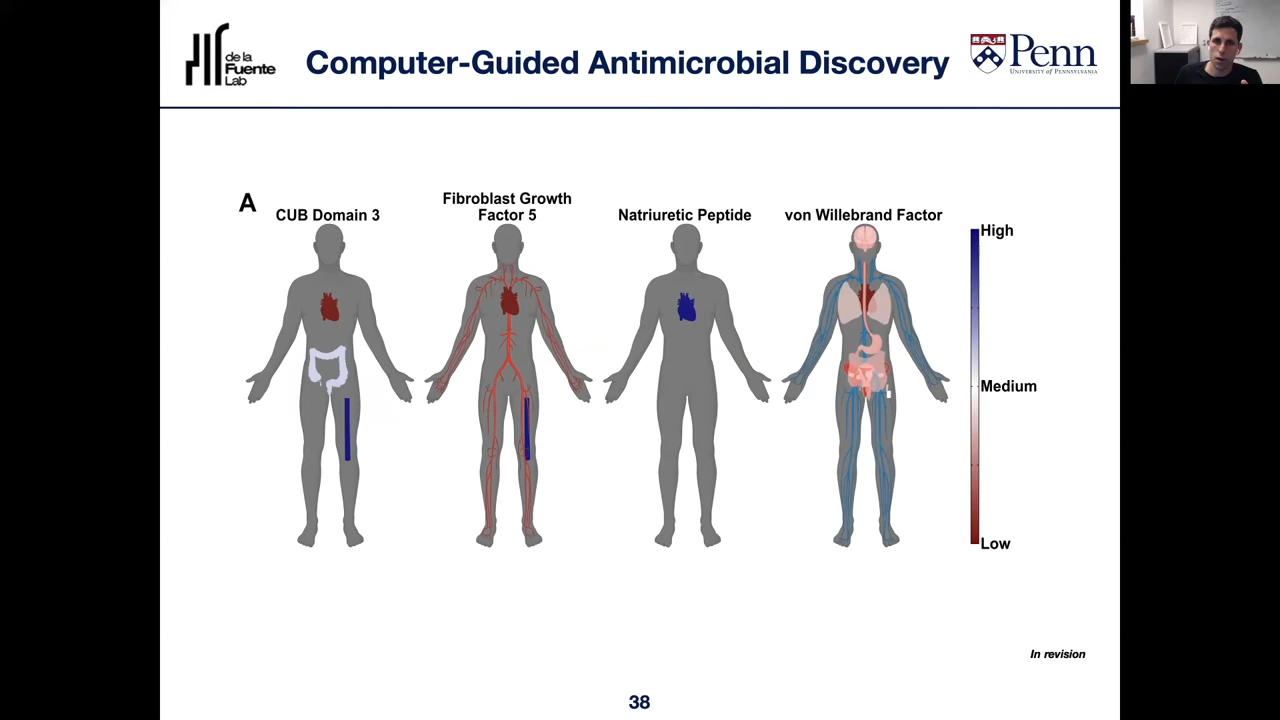 de la
Fuente
Lab
Computer-Guided Antimicrobial Discovery
Penn
UNIVERSITY of PENNSYLVANIA
A
CUB Domain 3
Fibroblast Growth
Factor 5
Natriuretic Peptide
von Willebrand Factor
High
Medium
Low
In revision
38